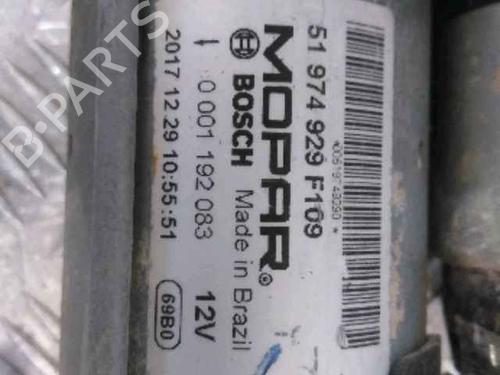 51 974 929 F109
MOPAR®
BOSCH Made in Brazil
0 001 192 083 12V
2017 12.29 10:55:51 69B0
B-PARTS